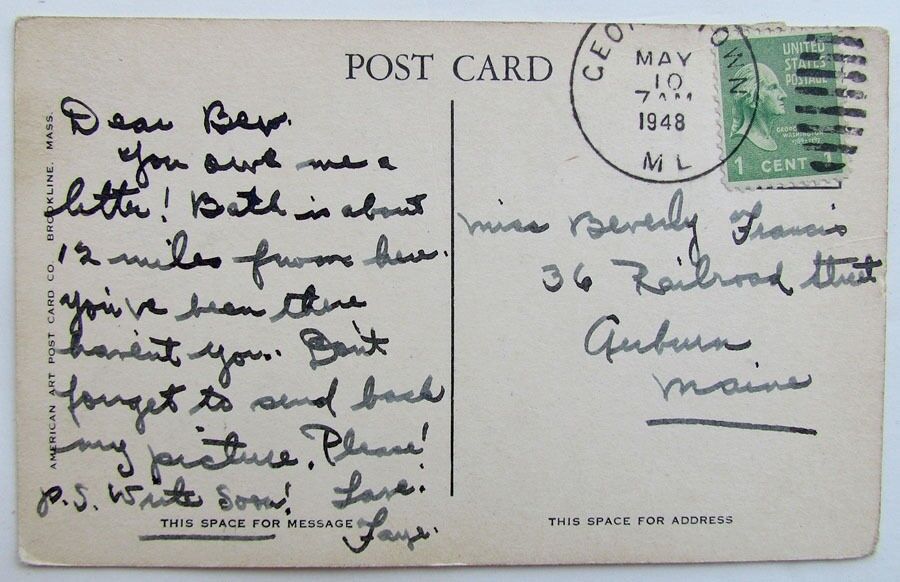 POST CARD
GEORGETOWN
MAY
10
7 AM
1948
ME
UNITED
STATES
POSTAGE
GEORGE
WASHINGTON
1 CENT 1
Dear Bev.
You owe me a
letter! Bath is about
12 miles from here.
You've been there
haven't you. Don't
forget to send back
my picture. Please!
P.S. Write Soon! Love!
Faye.
THIS SPACE FOR MESSAGE
AMERICAN ART POST CARD CO. BROOKLINE, MASS.
Miss Beverly Francis
36 Railroad Street
Auburn
Maine
THIS SPACE FOR ADDRESS